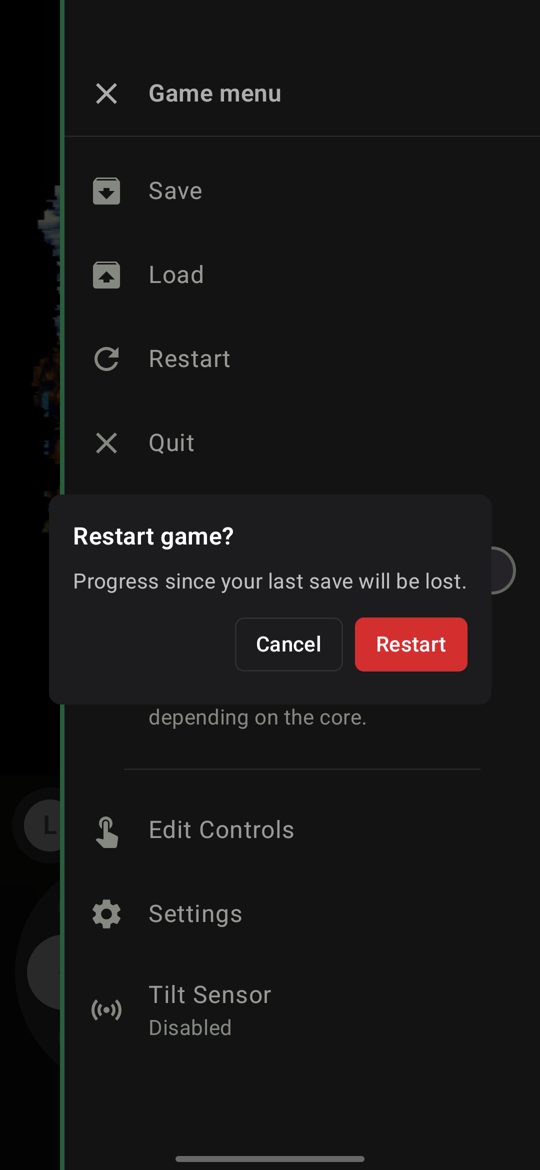 Game menu
Save
Load
Restart
Quit
Restart game?
Progress since your last save will be lost.
Cancel
Restart
depending on the core.
L
Edit Controls
Settings
Tilt Sensor
Disabled